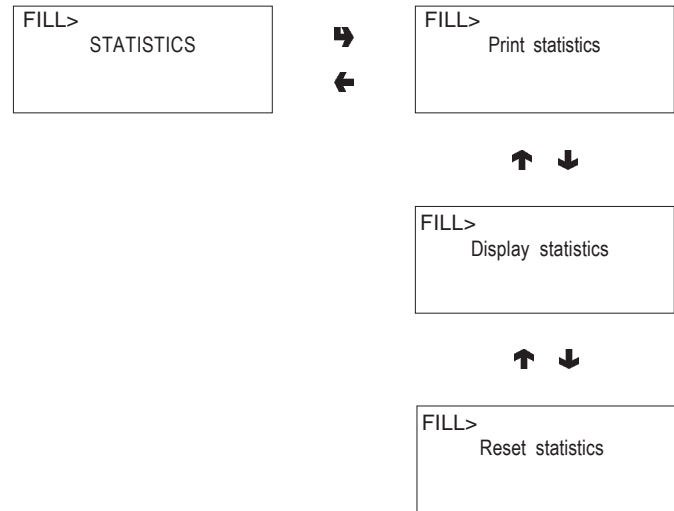 FILL>
STATISTICS
FILL>
Print statistics
FILL>
Display statistics
FILL>
Reset statistics